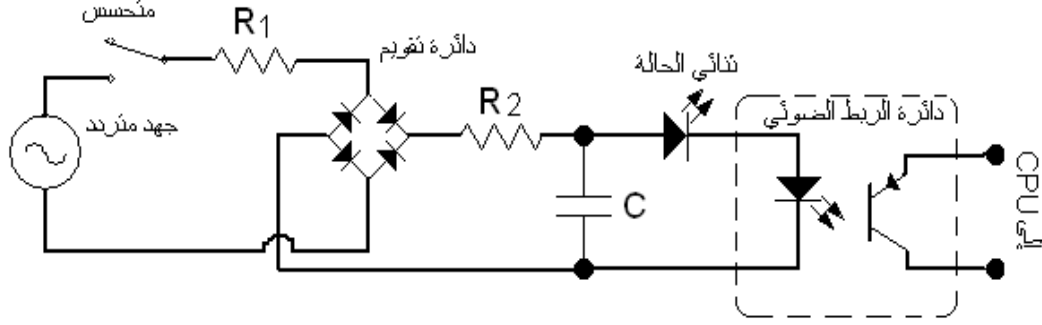 متحسس
R1
دائرة تقويم
ثنائي الحالة
R2
دائرة الربط الضوئي
جهد متردد
C
إلى CPU